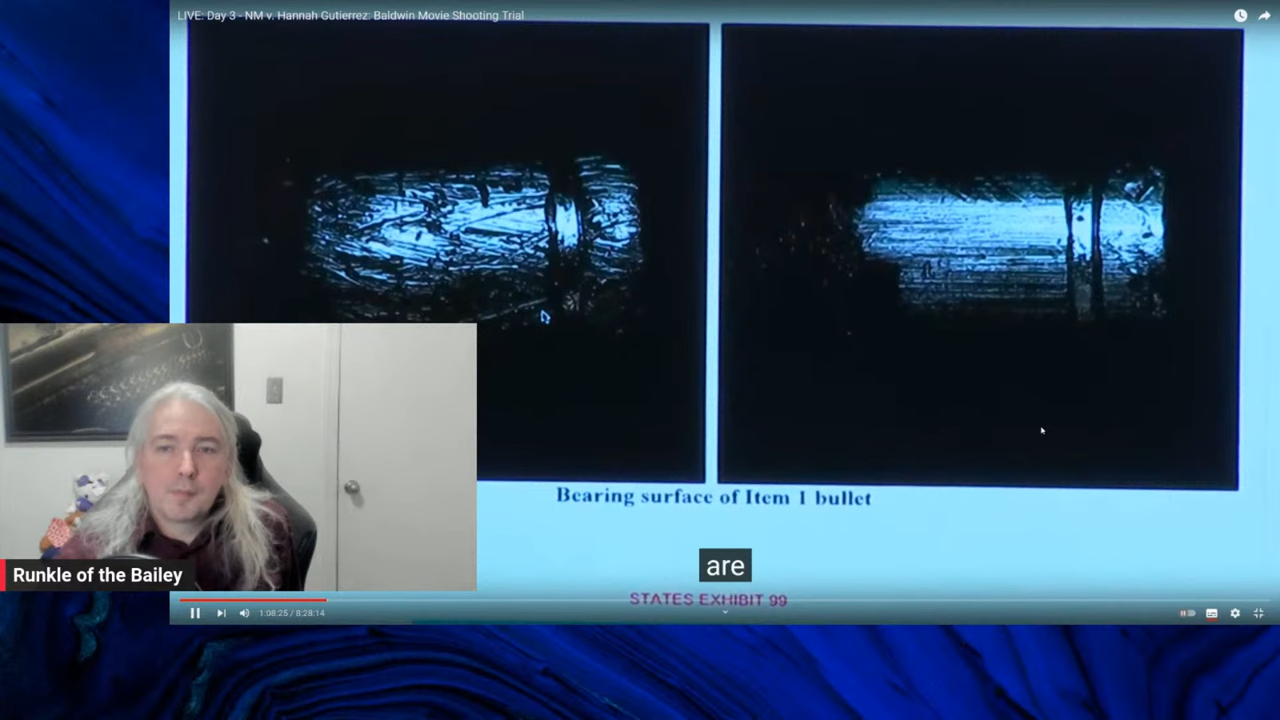 LIVE: Day 3 - NM v. Hannah Gutierrez: Baldwin Movie Shooting Trial
Bearing surface of Item 1 bullet
are
Runkle of the Bailey
STATES EXHIBIT 99
1:08:25 / 8:28:14